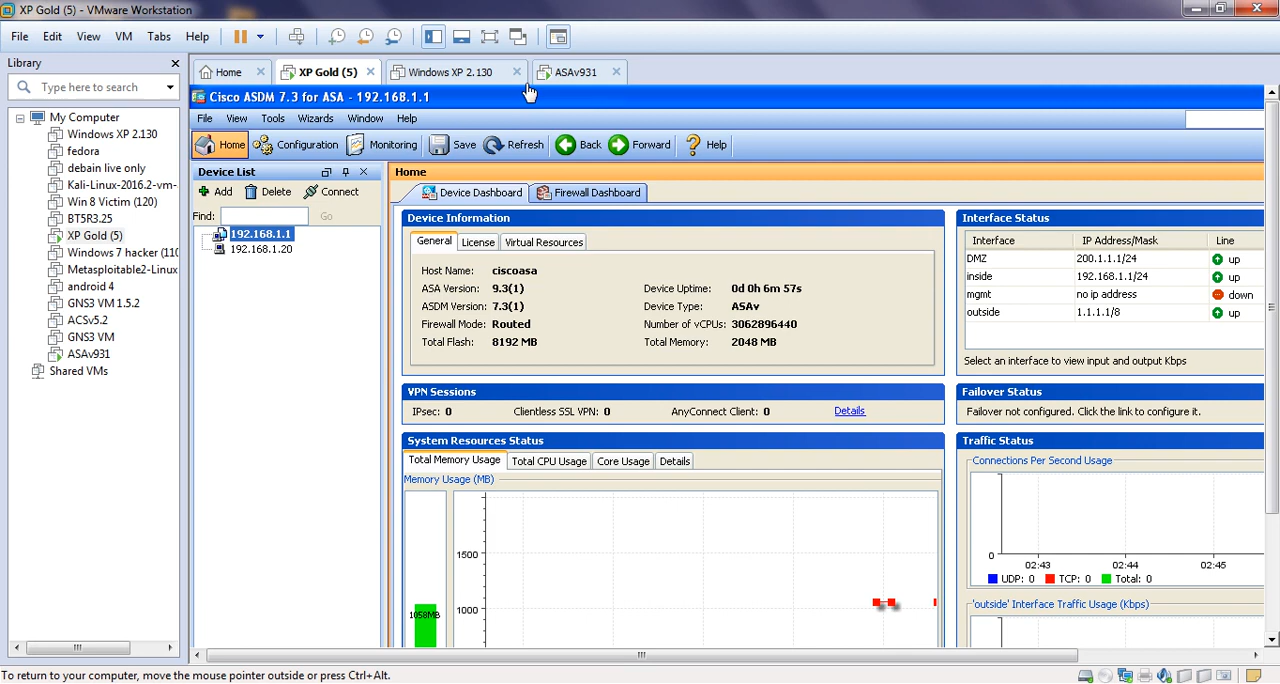 XP Gold (5) - VMware Workstation
File Edit View VM Tabs Help
Library
Type here to search
My Computer
Windows XP 2.130
fedora
debain live only
Kali-Linux-2016.2-vm-
Win 8 Victim (120)
BT5R3.25
XP Gold (5)
Windows 7 hacker (110
Metasploitable2-Linux
android 4
GNS3 VM 1.5.2
ACSv5.2
GNS3 VM
ASAv931
Shared VMs
Home XP Gold (5) Windows XP 2.130 ASAv931
Cisco ASDM 7.3 for ASA - 192.168.1.1
File View Tools Wizards Window Help
Home Configuration Monitoring Save Refresh Back Forward Help
Device List
Add Delete Connect
Find: Go
192.168.1.1
192.168.1.20
Home
Device Dashboard Firewall Dashboard
Device Information
General License Virtual Resources
Host Name: ciscoasa
ASA Version: 9.3(1) Device Uptime: 0d 0h 6m 57s
ASDM Version: 7.3(1) Device Type: ASAv
Firewall Mode: Routed Number of vCPUs: 3062896440
Total Flash: 8192 MB Total Memory: 2048 MB
Interface Status
Interface IP Address/Mask Line
DMZ 200.1.1.1/24 up
inside 192.168.1.1/24 up
mgmt no ip address down
outside 1.1.1.1/8 up
Select an interface to view input and output Kbps
VPN Sessions
IPsec: 0 Clientless SSL VPN: 0 AnyConnect Client: 0 Details
Failover Status
Failover not configured. Click the link to configure it.
System Resources Status
Total Memory Usage Total CPU Usage Core Usage Details
Memory Usage (MB)
1500
1000
1058MB
Traffic Status
Connections Per Second Usage
0
02:43 02:44 02:45
UDP: 0 TCP: 0 Total: 0
'outside' Interface Traffic Usage (Kbps)
To return to your computer, move the mouse pointer outside or press Ctrl+Alt.